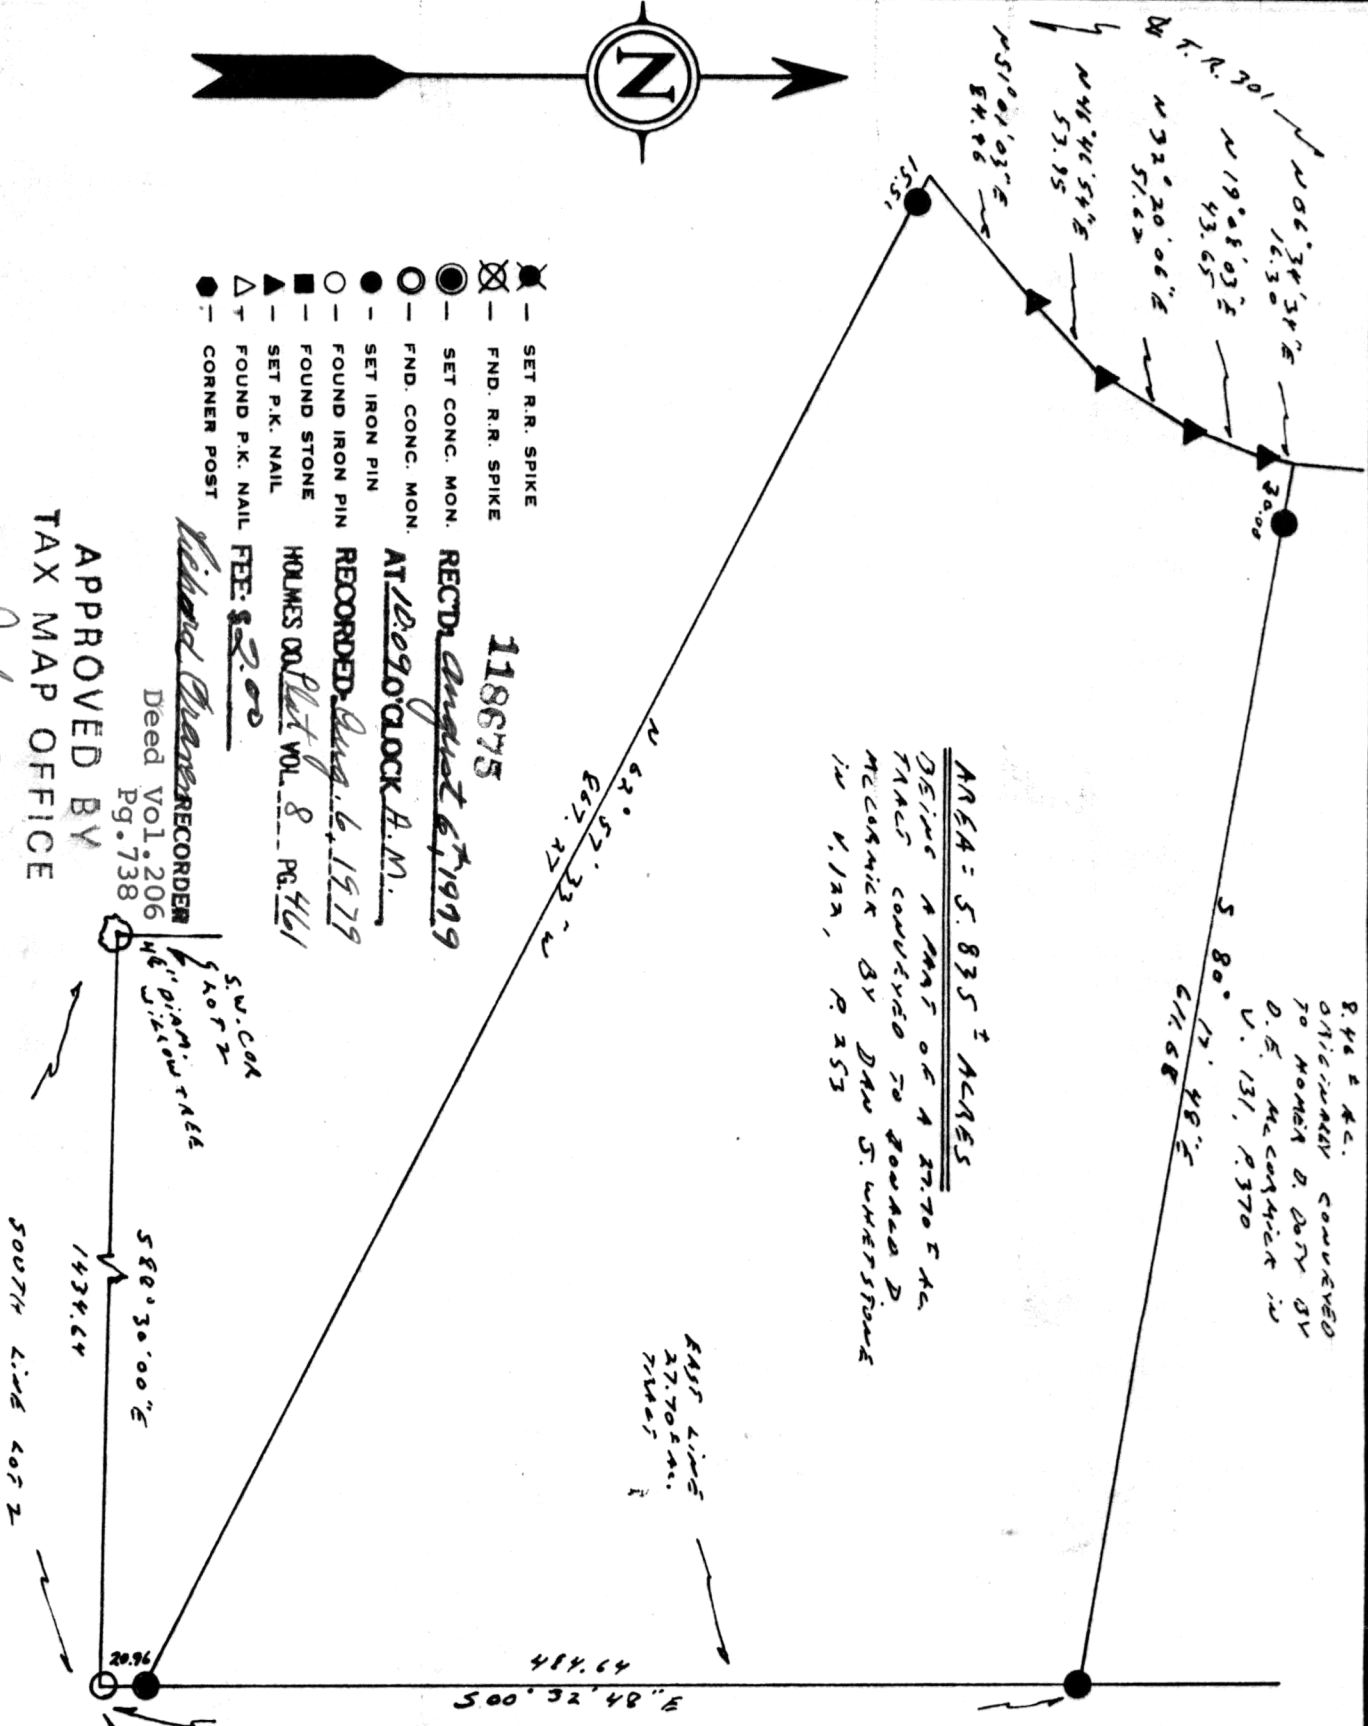 N
T.R. 301
N 06° 34' 34" E
16.30
N 19° 08' 03" E
43.65
N 32° 20' 06" E
51.62
N 46° 46' 54" E
53.95
N 51° 01' 03" E
84.86
15.51
30.00
8.46 ± AC.
ORIGINALLY CONVEYED
TO HOMER D. DOTY BY
D.E. McCORMICK IN
V. 131, P. 370
S 80° 12' 48" E
611.68
AREA = 5.835 ± ACRES
BEING A PART OF A 27.70 ± AC.
TRACT CONVEYED TO DONALD D
McCORMICK BY DAN J. WHETSTONE
IN V. 122, P. 253
N 62° 57' 33" W
867.27
EAST LINE
27.70 ± AC.
TRACT
484.64
S 00° 32' 48" E
20.96
— SET R.R. SPIKE
— FND. R.R. SPIKE
— SET CONC. MON.
— FND. CONC. MON.
— SET IRON PIN
— FOUND IRON PIN
— FOUND STONE
— SET P.K. NAIL
— FOUND P.K. NAIL
— CORNER POST
118675
REC'D. August 6th, 1979
AT 10:09 O'CLOCK A.M.
RECORDED Aug. 6, 1979
HOLMES CO. Plat VOL. 8 PG. 461
FEE: $2.00
RECORDER
Deed Vol.206
Pg.738
APPROVED BY
TAX MAP OFFICE
S.W. COR
LOT 2
46" DIAM.
WILLOW TREE
S 88° 30' 00" E
1434.64
SOUTH LINE LOT 2